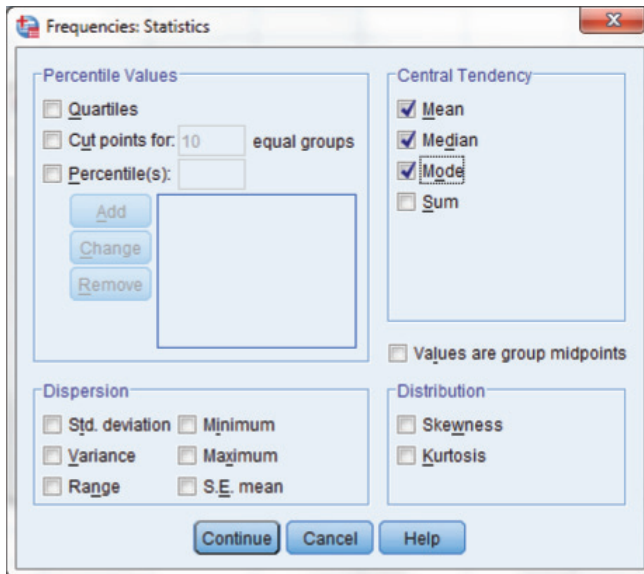 Frequencies: Statistics
Percentile Values
Quartiles
Cut points for: 10 equal groups
Percentile(s):
Add
Change
Remove
Central Tendency
Mean
Median
Mode
Sum
Values are group midpoints
Dispersion
Std. deviation Minimum
Variance Maximum
Range S.E. mean
Distribution
Skewness
Kurtosis
Continue Cancel Help